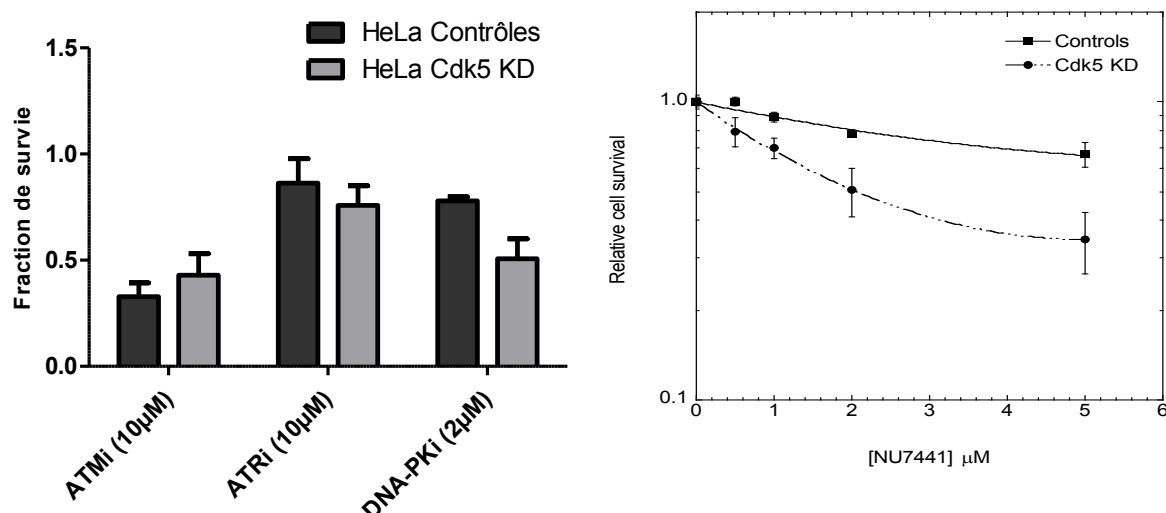 HeLa Contrôles
HeLa Cdk5 KD
Fraction de survie
1.5
1.0
0.5
0.0
ATMi (10µM)
ATRi (10µM)
DNA-PKi (2µM)
Controls
Cdk5 KD
Relative cell survival
1.0
0.1
0 1 2 3 4 5 6
[NU7441] µM